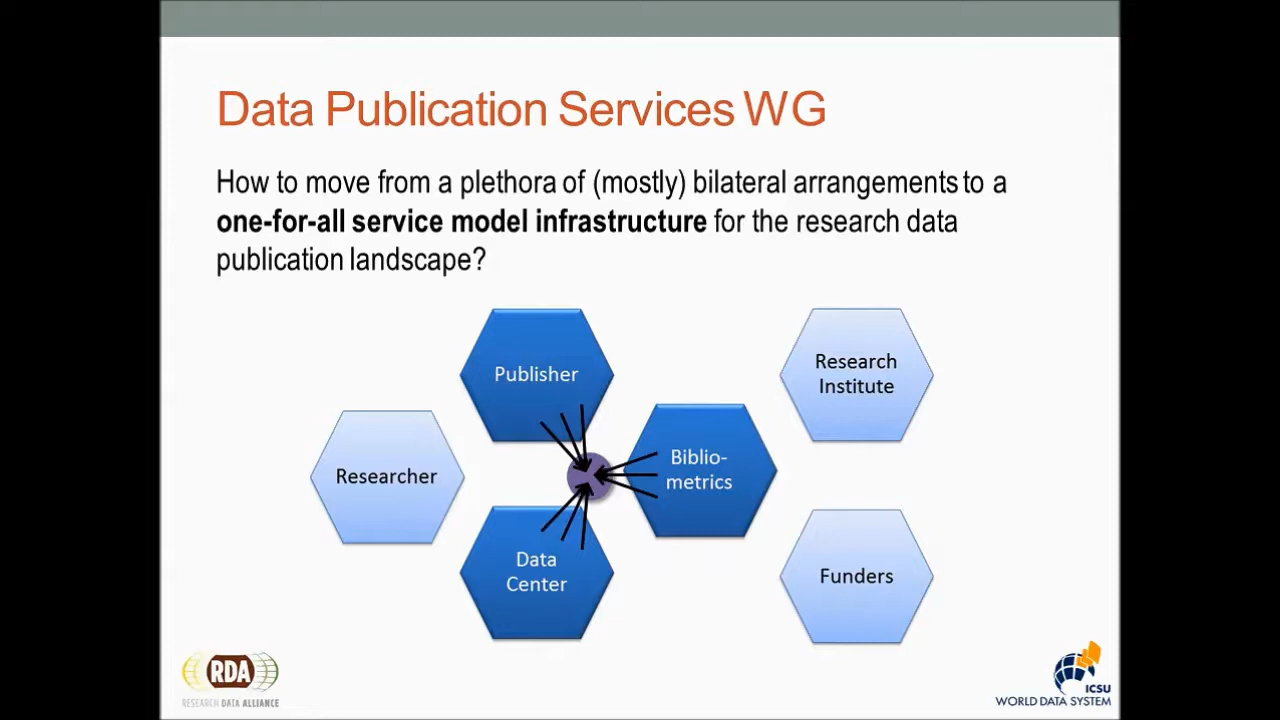 Data Publication Services WG
How to move from a plethora of (mostly) bilateral arrangements to a
one-for-all service model infrastructure for the research data
publication landscape?
Publisher
Research
Institute
Researcher
Biblio-
metrics
Data
Center
Funders
RDA
RESEARCH DATA ALLIANCE
ICSU
WORLD DATA SYSTEM